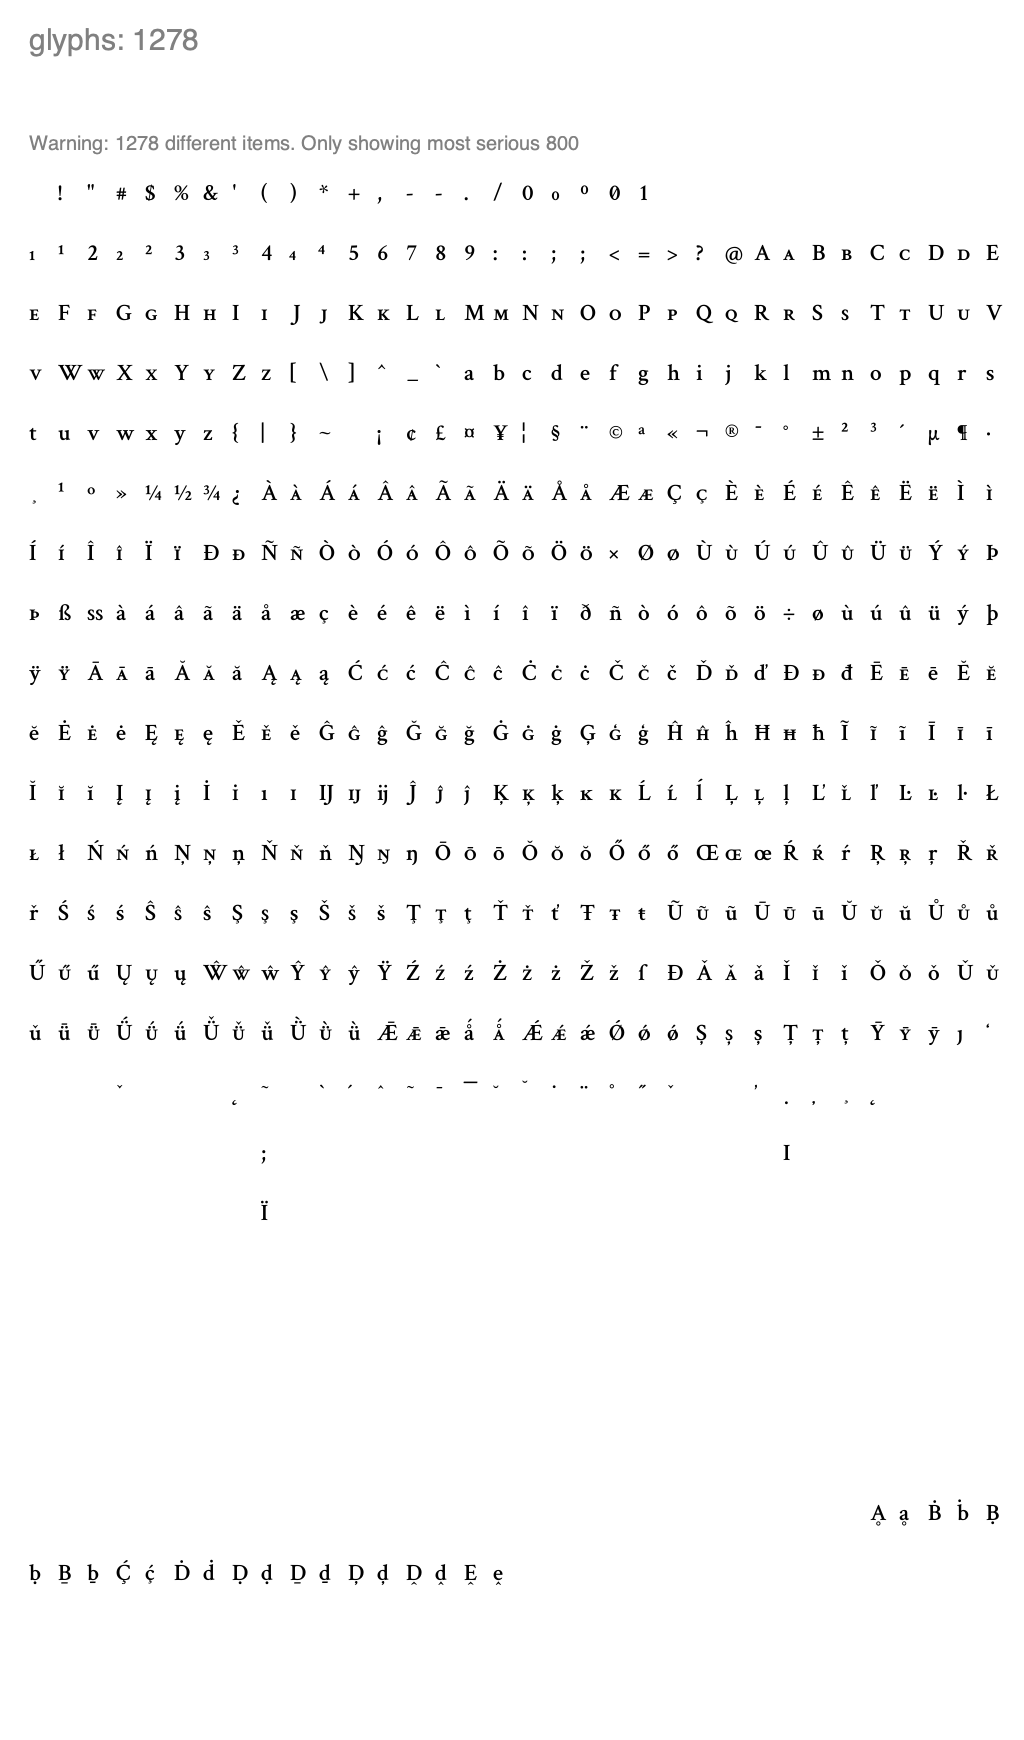 glyphs: 1278
Warning: 1278 different items. Only showing most serious 800
! " # $ % & ' ( ) * + , - - . / 0 ₀ ⁰ 0 1
₁ ¹ 2 ₂ ² 3 ₃ ³ 4 ₄ ⁴ 5 6 7 8 9 : : ; ; < = > ? @ A ᴀ B ʙ C ᴄ D ᴅ E
ᴇ F ꜰ G ɢ H ʜ I ɪ J ᴊ K ᴋ L ʟ M ᴍ N ɴ O ᴏ P ᴘ Q ꞯ R ʀ S s T ᴛ U ᴜ V
v W w X x Y ʏ Z z [ \ ] ^ _ ` a b c d e f g h i j k l m n o p q r s
t u v w x y z { | } ~ ¡ ¢ £ ¤ ¥ ¦ § ¨ © ª « ¬ ® ¯ ° ± ² ³ ´ µ ¶ ·
¸ ¹ º » ¼ ½ ¾ ¿ À À Á Á Â Â Ã Ã Ä Ä Å Å Æ Æ Ç Ç È È É É Ê Ê Ë Ë Ì Ì
Í Í Î Î Ï Ï Ð Ð Ñ Ñ Ò Ò Ó Ó Ô Ô Õ Õ Ö Ö × Ø Ø Ù Ù Ú Ú Û Û Ü Ü Ý Ý Þ
Þ ß ss à á â ã ä å æ ç è é ê ë ì í î ï ð ñ ò ó ô õ ö ÷ ø ù ú û ü ý þ
ÿ Ÿ Ā Ā ā Ă Ă ă Ą Ą ą Ć Ć ć Ĉ Ĉ ĉ Ċ Ċ ċ Č Č č Ď Ď ď Đ Đ đ Ē Ē ē Ĕ Ĕ
ĕ Ė Ė ė Ę Ę ę Ě Ě ě Ĝ Ĝ ĝ Ğ Ğ ğ Ġ Ġ ġ Ģ Ģ ģ Ĥ Ĥ ĥ Ħ Ħ ħ Ĩ Ĩ ĩ Ī Ī ī
Ĭ Ĭ ĭ Į Į į İ i ı ɪ Ĳ Ĳ ĳ Ĵ Ĵ ĵ Ķ Ķ ķ ĸ ĸ Ĺ Ĺ ĺ Ļ Ļ ļ Ľ Ľ ľ Ŀ Ŀ ŀ Ł
Ł ł Ń Ń ń Ņ Ņ ņ Ň Ň ň Ŋ Ŋ ŋ Ō Ō ō Ŏ Ŏ ŏ Ő Ő ő Œ Œ œ Ŕ Ŕ ŕ Ŗ Ŗ ŗ Ř Ř
ř Ś Ś ś Ŝ Ŝ ŝ Ş Ş ş Š Š š Ţ Ţ ţ Ť Ť ť Ŧ Ŧ ŧ Ũ Ũ ũ Ū Ū ū Ŭ Ŭ ŭ Ů Ů ů
Ű Ű ű Ų Ų ų Ŵ Ŵ ŵ Ŷ Ŷ ŷ Ÿ Ź Ź ź Ż Ż ż Ž ž ſ Ð Ǎ Ǎ ǎ Ǐ Ǐ ǐ Ǒ Ǒ ǒ Ǔ Ǔ
ǔ ǖ ǖ Ǘ Ǘ ǘ Ǚ Ǚ ǚ Ǜ Ǜ ǜ Ǣ Ǣ ǣ ǻ Ǻ Ǽ Ǽ ǽ Ǿ Ǿ ǿ Ș Ș ș Ț Ț ț Ȳ Ȳ ȳ ȷ ʻ
ˇ ˛ ˜ ̀ ́ ̂ ̃ ̄ ̅ ̆ ̆ ̇ ̈ ̊ ̋ ̌ ̓ ̣ ̦ ̧ ̨
; Ι
Ϊ
Ḁ ḁ Ḃ ḃ Ḅ
ḅ Ḇ ḇ Ḉ ḉ Ḋ ḋ Ḍ ḍ Ḏ ḏ Ḑ ḑ Ḓ ḓ Ḙ ḙ